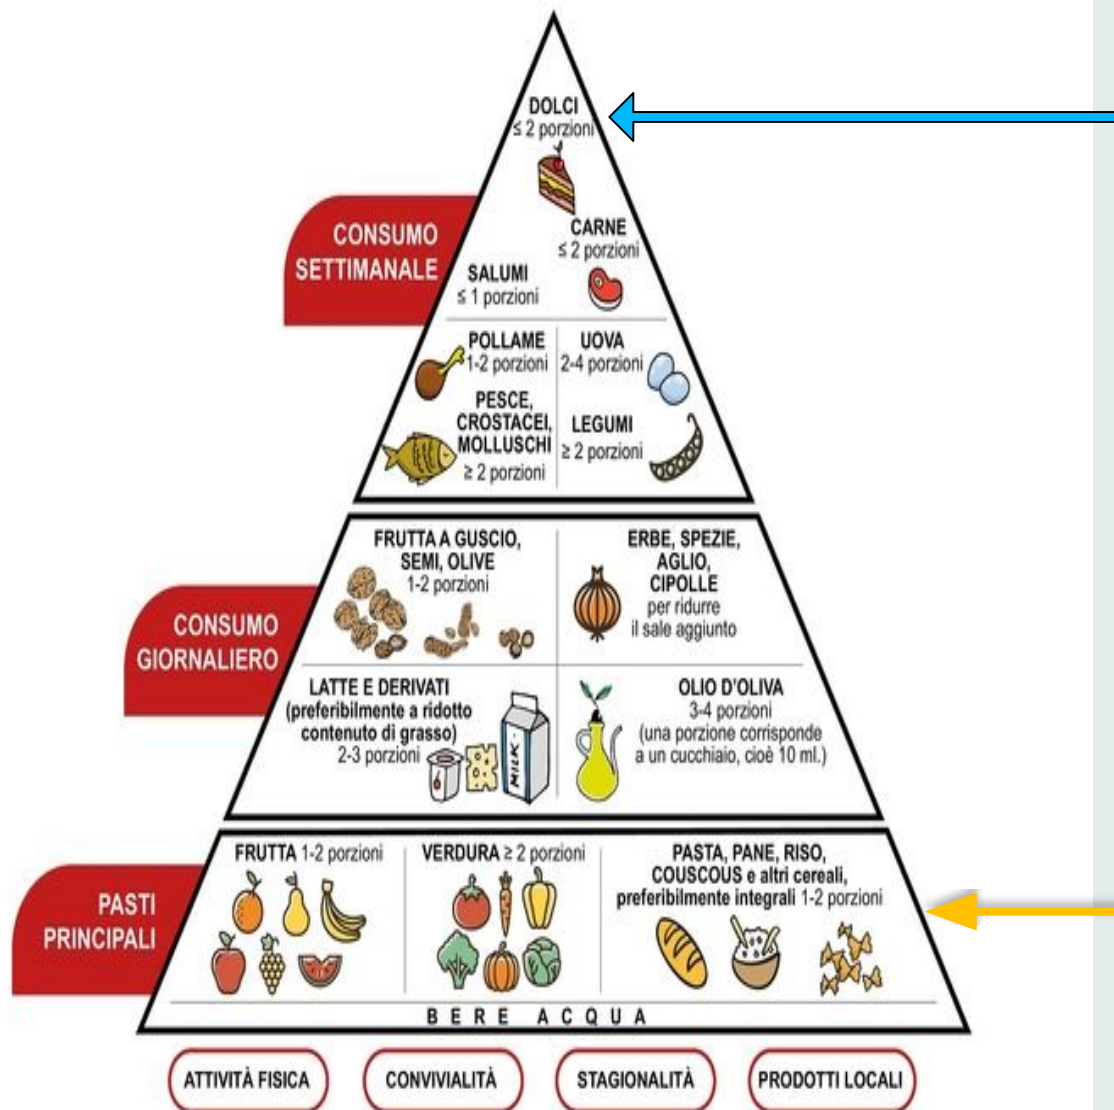 DOLCI
≤ 2 porzioni
CONSUMO
SETTIMANALE
CARNE
≤ 2 porzioni
SALUMI
≤ 1 porzioni
POLLAME
1-2 porzioni
UOVA
2-4 porzioni
PESCE,
CROSTACEI,
MOLLUSCHI
≥ 2 porzioni
LEGUMI
≥ 2 porzioni
CONSUMO
GIORNALIERO
FRUTTA A GUSCIO,
SEMI, OLIVE
1-2 porzioni
ERBE, SPEZIE,
AGLIO,
CIPOLLE
per ridurre
il sale aggiunto
LATTE E DERIVATI
(preferibilmente a ridotto
contenuto di grasso)
2-3 porzioni
MILK
OLIO D'OLIVA
3-4 porzioni
(una porzione corrisponde
a un cucchiaio, cioè 10 ml.)
PASTI
PRINCIPALI
FRUTTA 1-2 porzioni
VERDURA ≥ 2 porzioni
PASTA, PANE, RISO,
COUSCOUS e altri cereali,
preferibilmente integrali 1-2 porzioni
BERE ACQUA
ATTIVITÀ FISICA
CONVIVIALITÀ
STAGIONALITÀ
PRODOTTI LOCALI